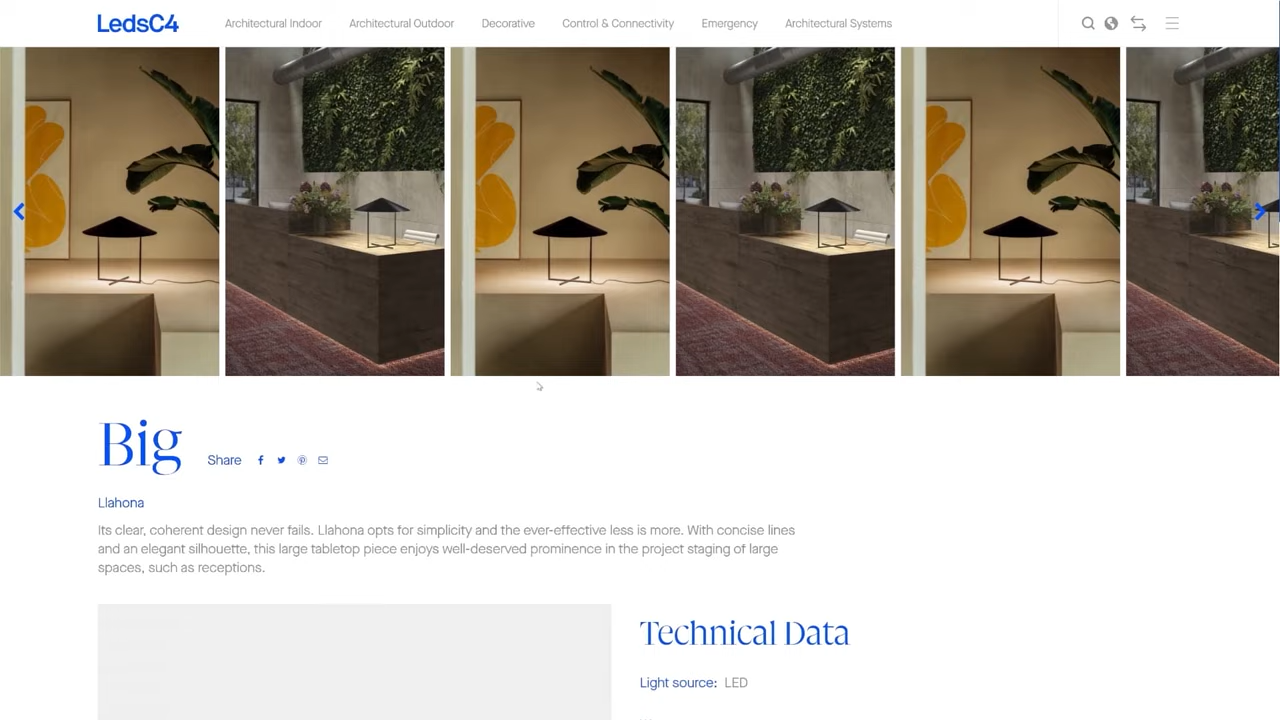 LedsC4
Architectural Indoor
Architectural Outdoor
Decorative
Control & Connectivity
Emergency
Architectural Systems
Big
Share
Llahona
Its clear, coherent design never fails. Llahona opts for simplicity and the ever-effective less is more. With concise lines
and an elegant silhouette, this large tabletop piece enjoys well-deserved prominence in the project staging of large
spaces, such as receptions.
Technical Data
Light source: LED